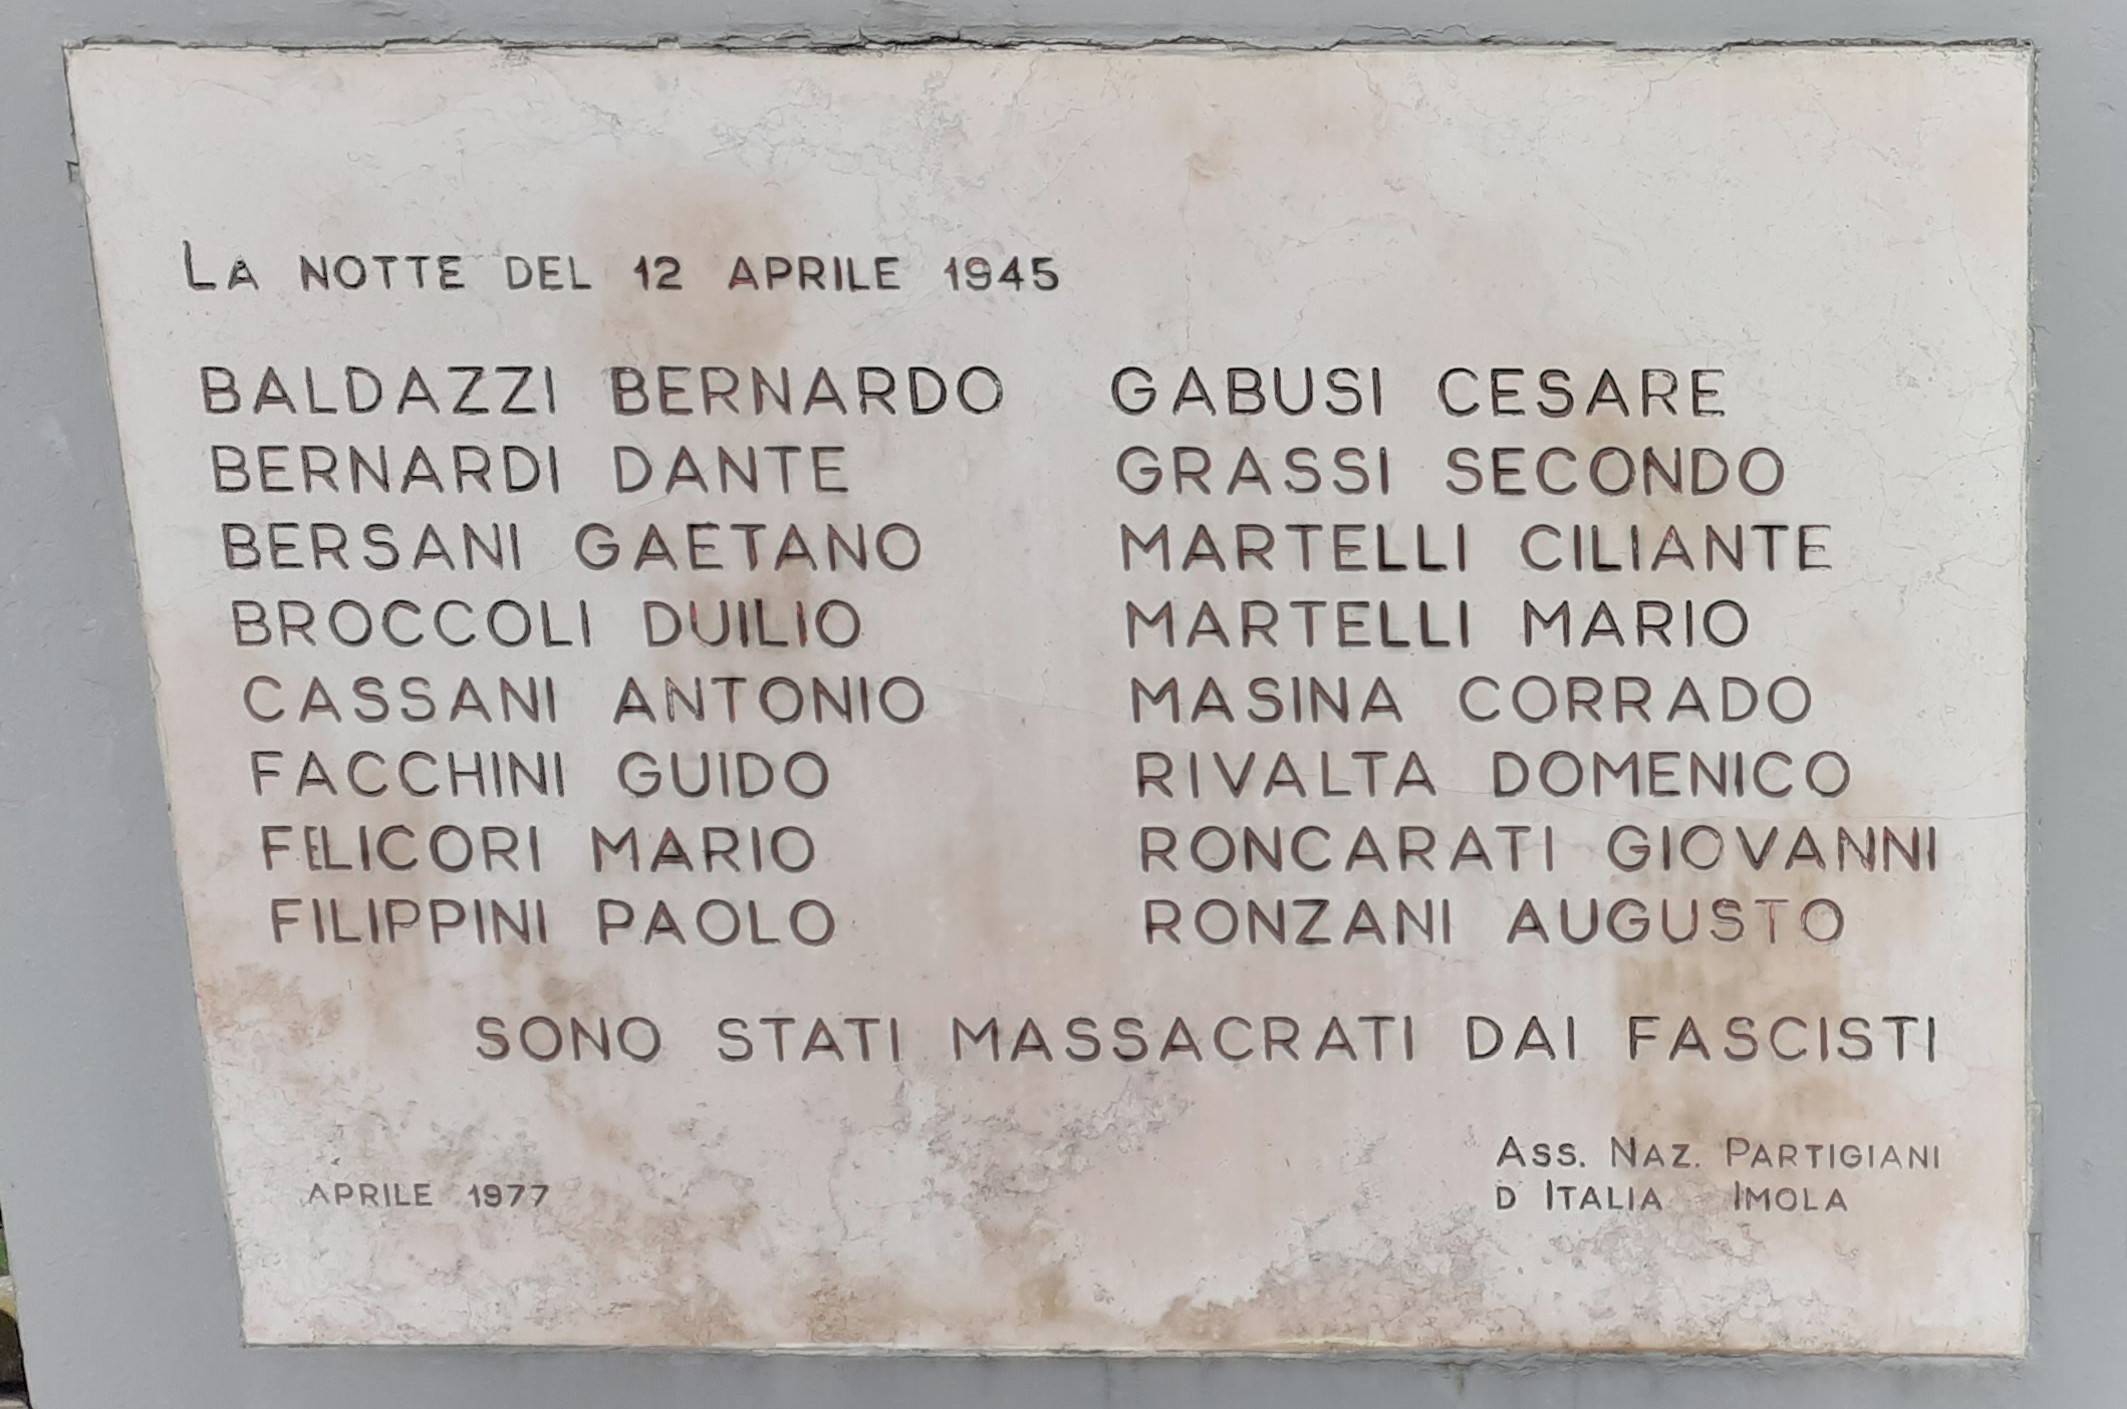 LA NOTTE DEL 12 APRILE 1945
BALDAZZI BERNARDO
BERNARDI DANTE
BERSANI GAETANO
BROCCOLI DUILIO
CASSANI ANTONIO
FACCHINI GUIDO
FELICORI MARIO
FILIPPINI PAOLO
GABUSI CESARE
GRASSI SECONDO
MARTELLI CILIANTE
MARTELLI MARIO
MASINA CORRADO
RIVALTA DOMENICO
RONCARATI GIOVANNI
RONZANI AUGUSTO
SONO STATI MASSACRATI DAI FASCISTI
APRILE 1977
ASS. NAZ. PARTIGIANI
D ITALIA IMOLA